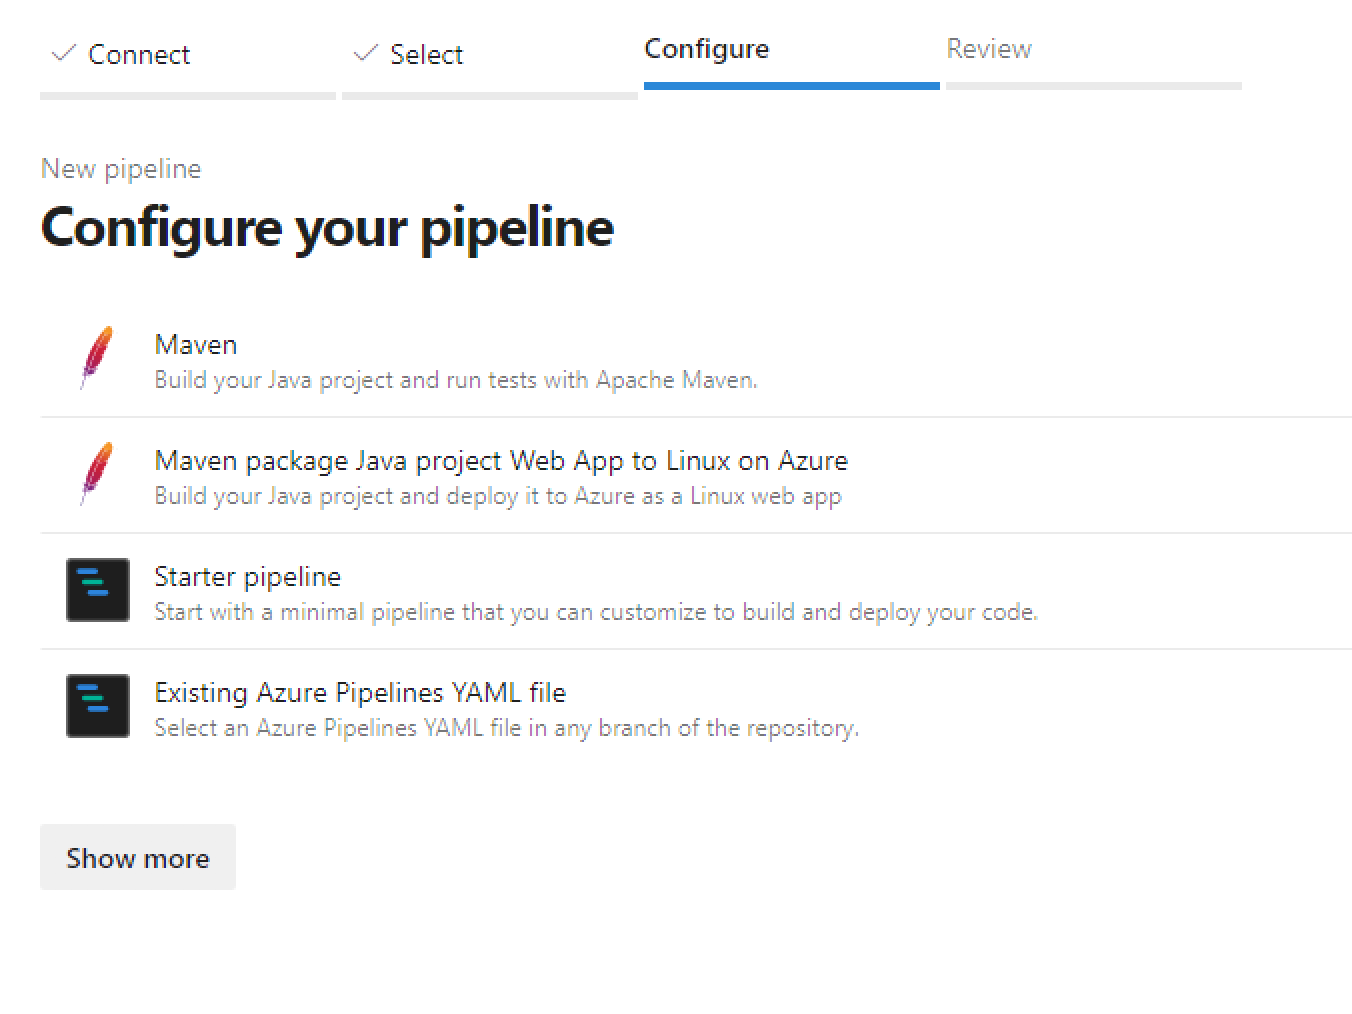 Connect
Select
Configure
Review
New pipeline
Configure your pipeline
Maven
Build your Java project and run tests with Apache Maven.
Maven package Java project Web App to Linux on Azure
Build your Java project and deploy it to Azure as a Linux web app
Starter pipeline
Start with a minimal pipeline that you can customize to build and deploy your code.
Existing Azure Pipelines YAML file
Select an Azure Pipelines YAML file in any branch of the repository.
Show more